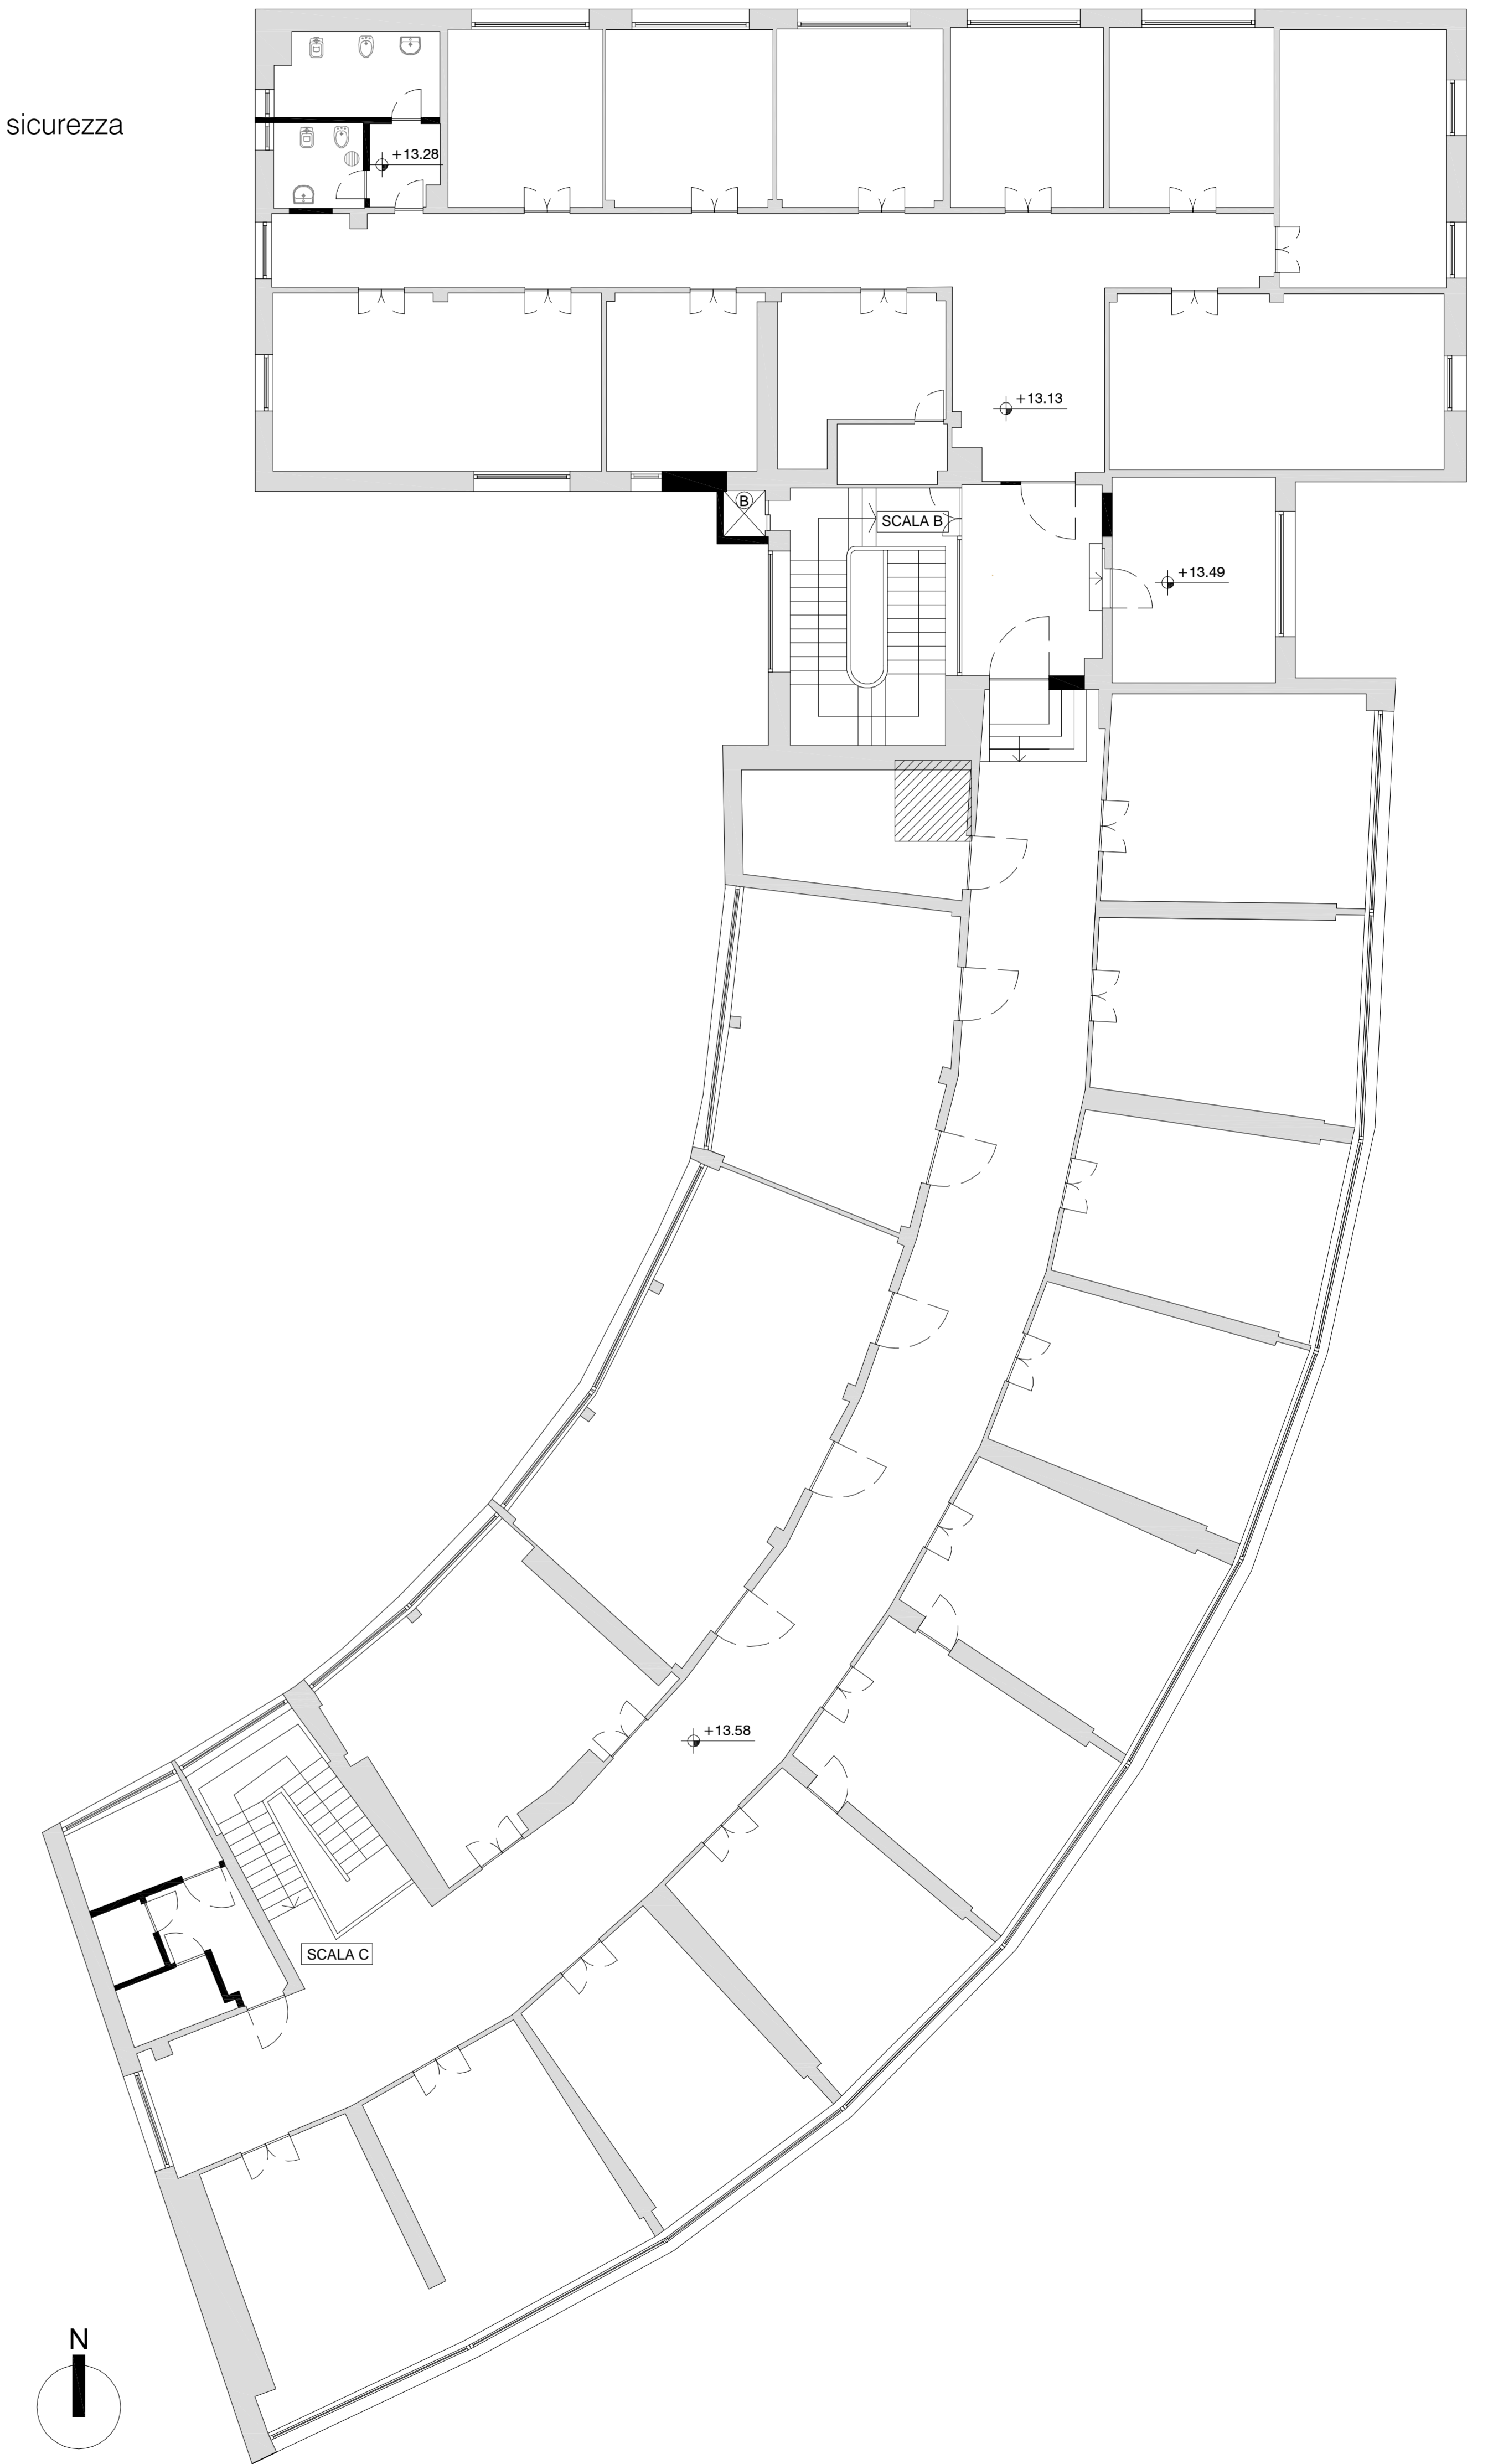 sicurezza
+13.28
+13.13
B
SCALA B
+13.49
+13.58
SCALA C
N